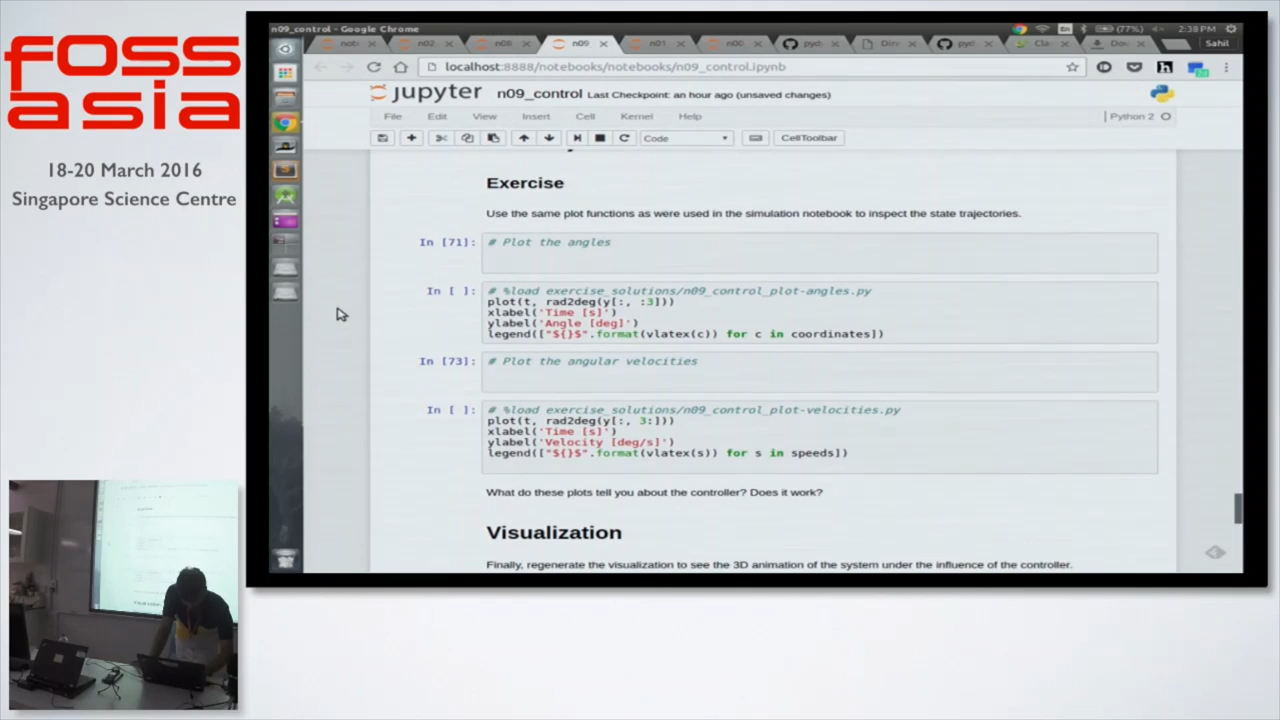 FOSS
asia
18-20 March 2016
Singapore Science Centre
n09_control - Google Chrome
(77%)
2:38 PM
n02
n08
n09
n01
Sahil
localhost:8888/notebooks/notebooks/n09_control.ipynb
jupyter n09_control Last Checkpoint: an hour ago (unsaved changes)
File Edit View Insert Cell Kernel Help
Python 2
Code
CellToolbar
Exercise
Use the same plot functions as were used in the simulation notebook to inspect the state trajectories.
In [71]: # Plot the angles
In [ ]: # %load exercise_solutions/n09_control_plot-angles.py
plot(t, rad2deg(y[:, :3]))
xlabel('Time [s]')
ylabel('Angle [deg]')
legend(["${}$".format(vlatex(c)) for c in coordinates])
In [73]: # Plot the angular velocities
In [ ]: # %load exercise_solutions/n09_control_plot-velocities.py
plot(t, rad2deg(y[:, 3:]))
xlabel('Time [s]')
ylabel('Velocity [deg/s]')
legend(["${}$".format(vlatex(s)) for s in speeds])
What do these plots tell you about the controller? Does it work?
Visualization
Finally, regenerate the visualization to see the 3D animation of the system under the influence of the controller.